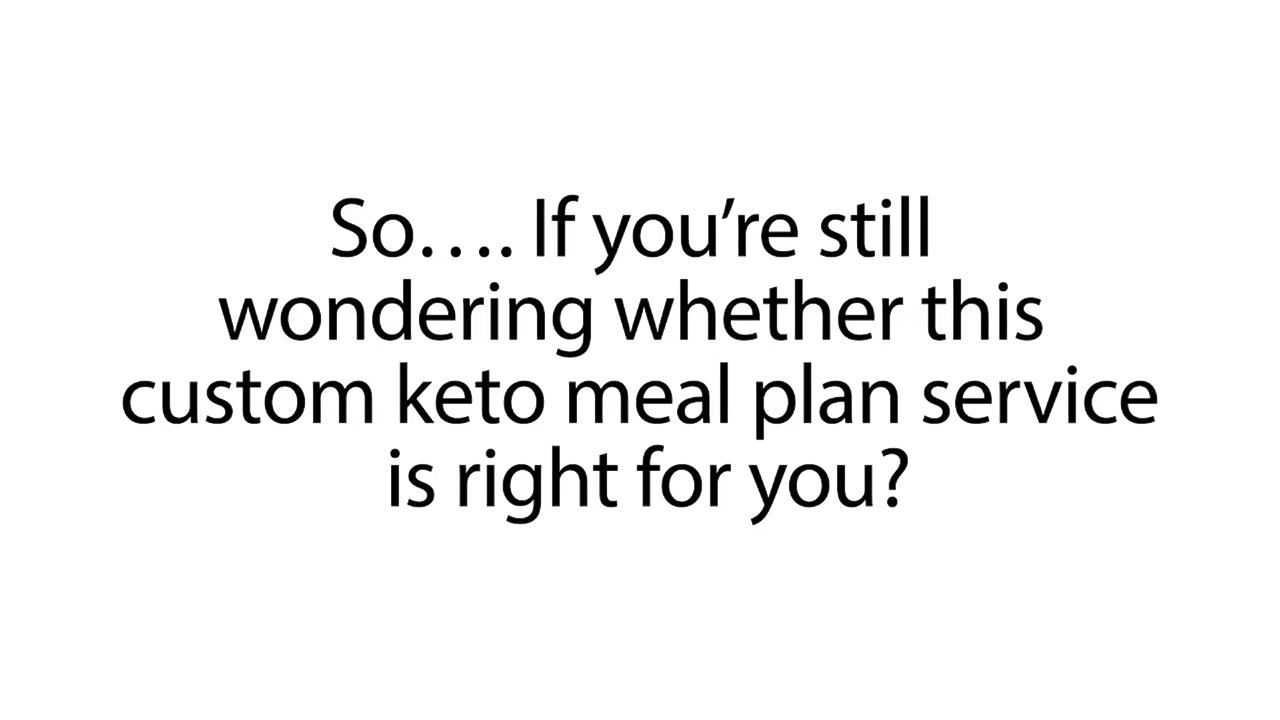 So…. If you’re still
wondering whether this
custom keto meal plan service
is right for you?